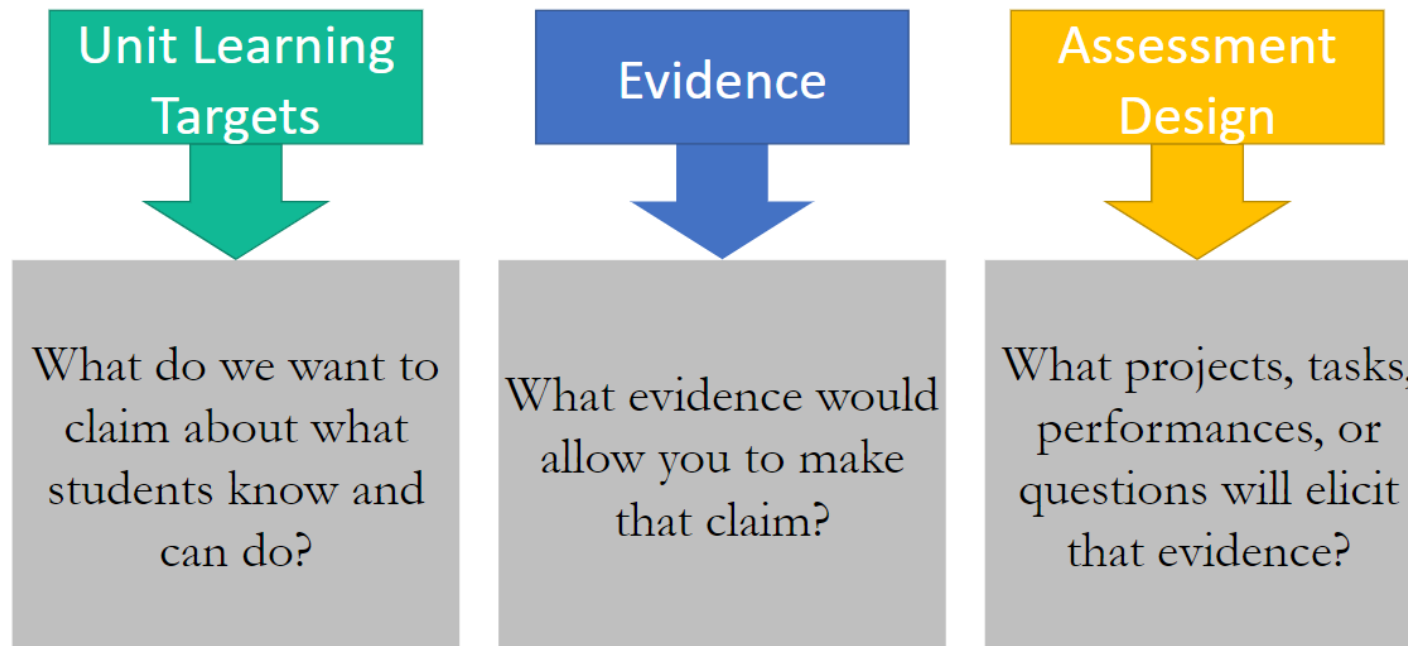 Unit Learning
Targets
Evidence
Assessment
Design
What do we want to
claim about what
students know and
can do?
What evidence would
allow you to make
that claim?
What projects, tasks,
performances, or
questions will elicit
that evidence?